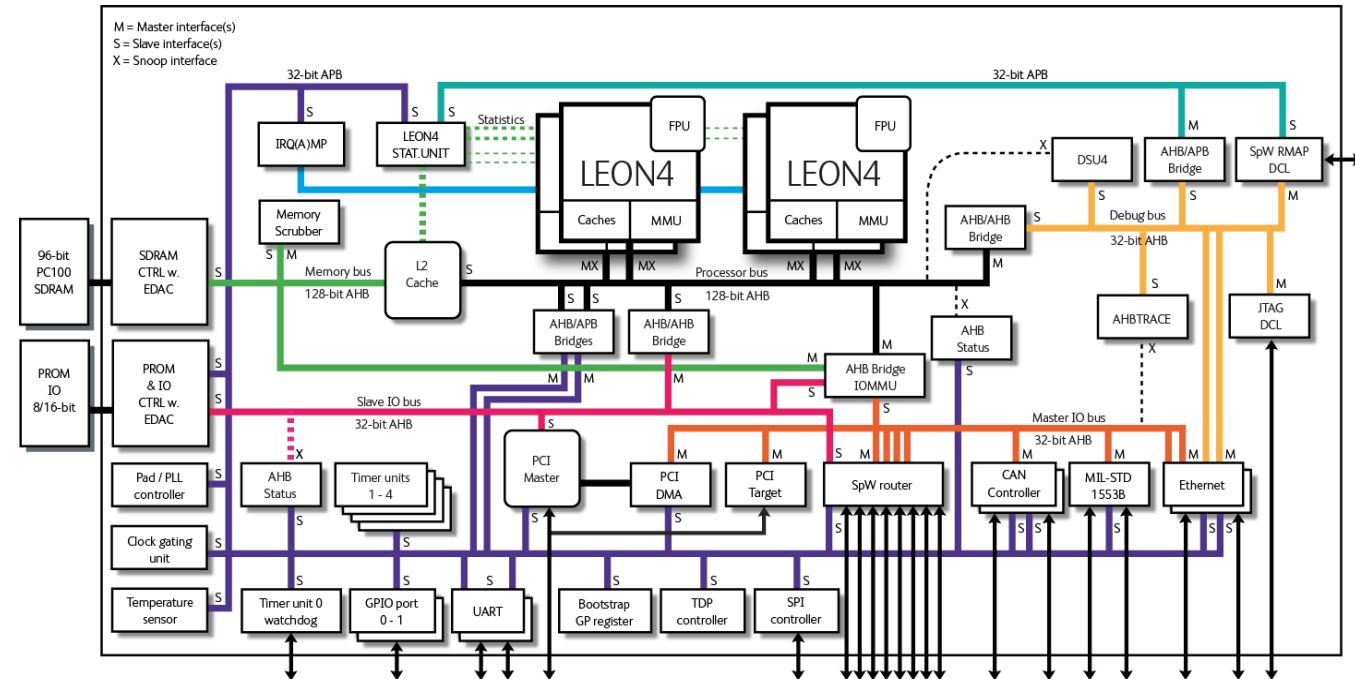 M = Master interface(s)
S = Slave interface(s)
X = Snoop interface
32-bit APB
32-bit APB
S
S
S
Statistics
FPU
FPU
M
S
IRQ(A)MP
LEON4
STAT.UNIT
LEON4
LEON4
X
DSU4
AHB/APB
Bridge
SpW RMAP
DCL
Caches
MMU
Caches
MMU
S
S
M
Memory
Scrubber
AHB/AHB
Bridge
S
Debug bus
32-bit AHB
96-bit
PC100
SDRAM
SDRAM
CTRL w.
EDAC
S
S
M
Memory bus
128-bit AHB
L2
Cache
S
MX
MX
Processor bus
128-bit AHB
MX
MX
M
S
M
S
S
S
X
AHB/APB
Bridges
AHB/AHB
Bridge
AHB
Status
AHBTRACE
JTAG
DCL
PROM
IO
8/16-bit
PROM
& IO
CTRL w.
EDAC
S
S
M
M
M
M
M
S
AHB Bridge
IOMMU
S
X
Slave IO bus
32-bit AHB
S
S
Master IO bus
32-bit AHB
X
M
M
S
M
M
M
M
M
M
Pad / PLL
controller
S
AHB
Status
Timer units
1 - 4
PCI
Master
PCI
DMA
PCI
Target
SpW router
CAN
Controller
MIL-STD
1553B
Ethernet
S
S
S
S
S
S
S
S
S
Clock gating
unit
S
S
S
S
S
S
Temperature
sensor
S
Timer unit 0
watchdog
GPIO port
0 - 1
UART
Bootstrap
GP register
TDP
controller
SPI
controller